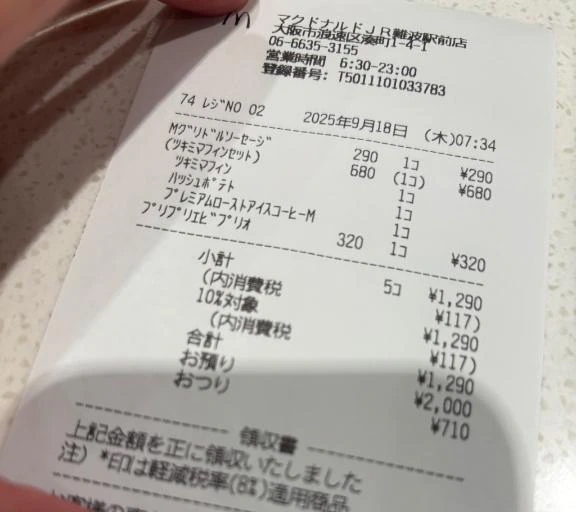 マクドナルドJR難波駅前店
大阪市浪速区湊町1-4-1
06-6635-3155
営業時間 6:30-23:00
登録番号: T5011101033783
74 レジNO 02 2025年9月18日 (木)07:34
Mグリドルソーセージ 290 1コ ¥290
(ツキミマフィンセット) 680 (1コ) ¥680
ツキミマフィン 1コ
ハッシュポテト 1コ
プレミアムローストアイスコーヒーM 1コ
プリプリエビプリオ 320 1コ ¥320
小計 5コ ¥1,290
(内消費税 ¥117)
10%対象 ¥1,290
(内消費税 ¥117)
合計 ¥1,290
お預り ¥2,000
おつり ¥710
領収書
上記金額を正に領収いたしました
注) *印は軽減税率(8%)適用商品